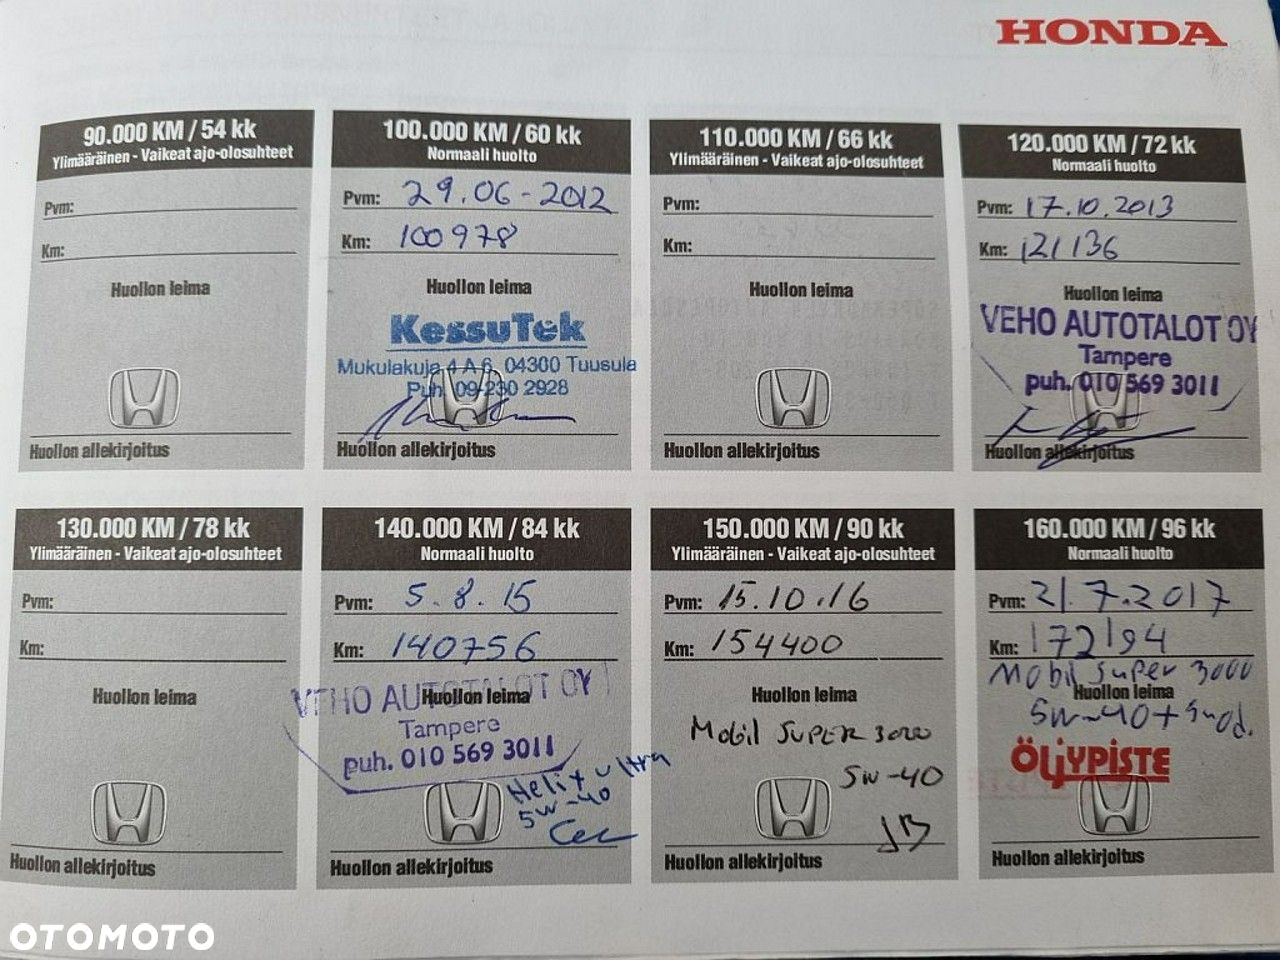 HONDA
90.000 KM / 54 kk
Ylimääräinen - Vaikeat ajo-olosuhteet
Pvm:
Km:
Huollon leima
Huollon allekirjoitus
100.000 KM / 60 kk
Normaali huolto
Pvm: 29.06-2012
Km: 100978
Huollon leima
KessuTek
Mukulakuja 4 A 6, 04300 Tuusula
Puh. 09-230 2928
Huollon allekirjoitus
110.000 KM / 66 kk
Ylimääräinen - Vaikeat ajo-olosuhteet
Pvm:
Km:
Huollon leima
Huollon allekirjoitus
120.000 KM / 72 kk
Normaali huolto
Pvm: 17.10.2013
Km: 121136
Huollon leima
VEHO AUTOTALOT OY
Tampere
puh. 010 569 3011
Huollon allekirjoitus
130.000 KM / 78 kk
Ylimääräinen - Vaikeat ajo-olosuhteet
Pvm:
Km:
Huollon leima
Huollon allekirjoitus
140.000 KM / 84 kk
Normaali huolto
Pvm: 5.8.15
Km: 140756
Huollon leima
VEHO AUTOTALOT OY
Tampere
puh. 010 569 3011
Helix ultra
5w-40
Huollon allekirjoitus
150.000 KM / 90 kk
Ylimääräinen - Vaikeat ajo-olosuhteet
Pvm: 15.10.16
Km: 154400
Huollon leima
Mobil SUPER 3000
5w-40
JB
Huollon allekirjoitus
160.000 KM / 96 kk
Normaali huolto
Pvm: 21.7.2017
Km: 172194
Mobil Super 3000
Huollon leima
5w-40 + suod.
ÖLJYPISTE
Huollon allekirjoitus
OTOMOTO